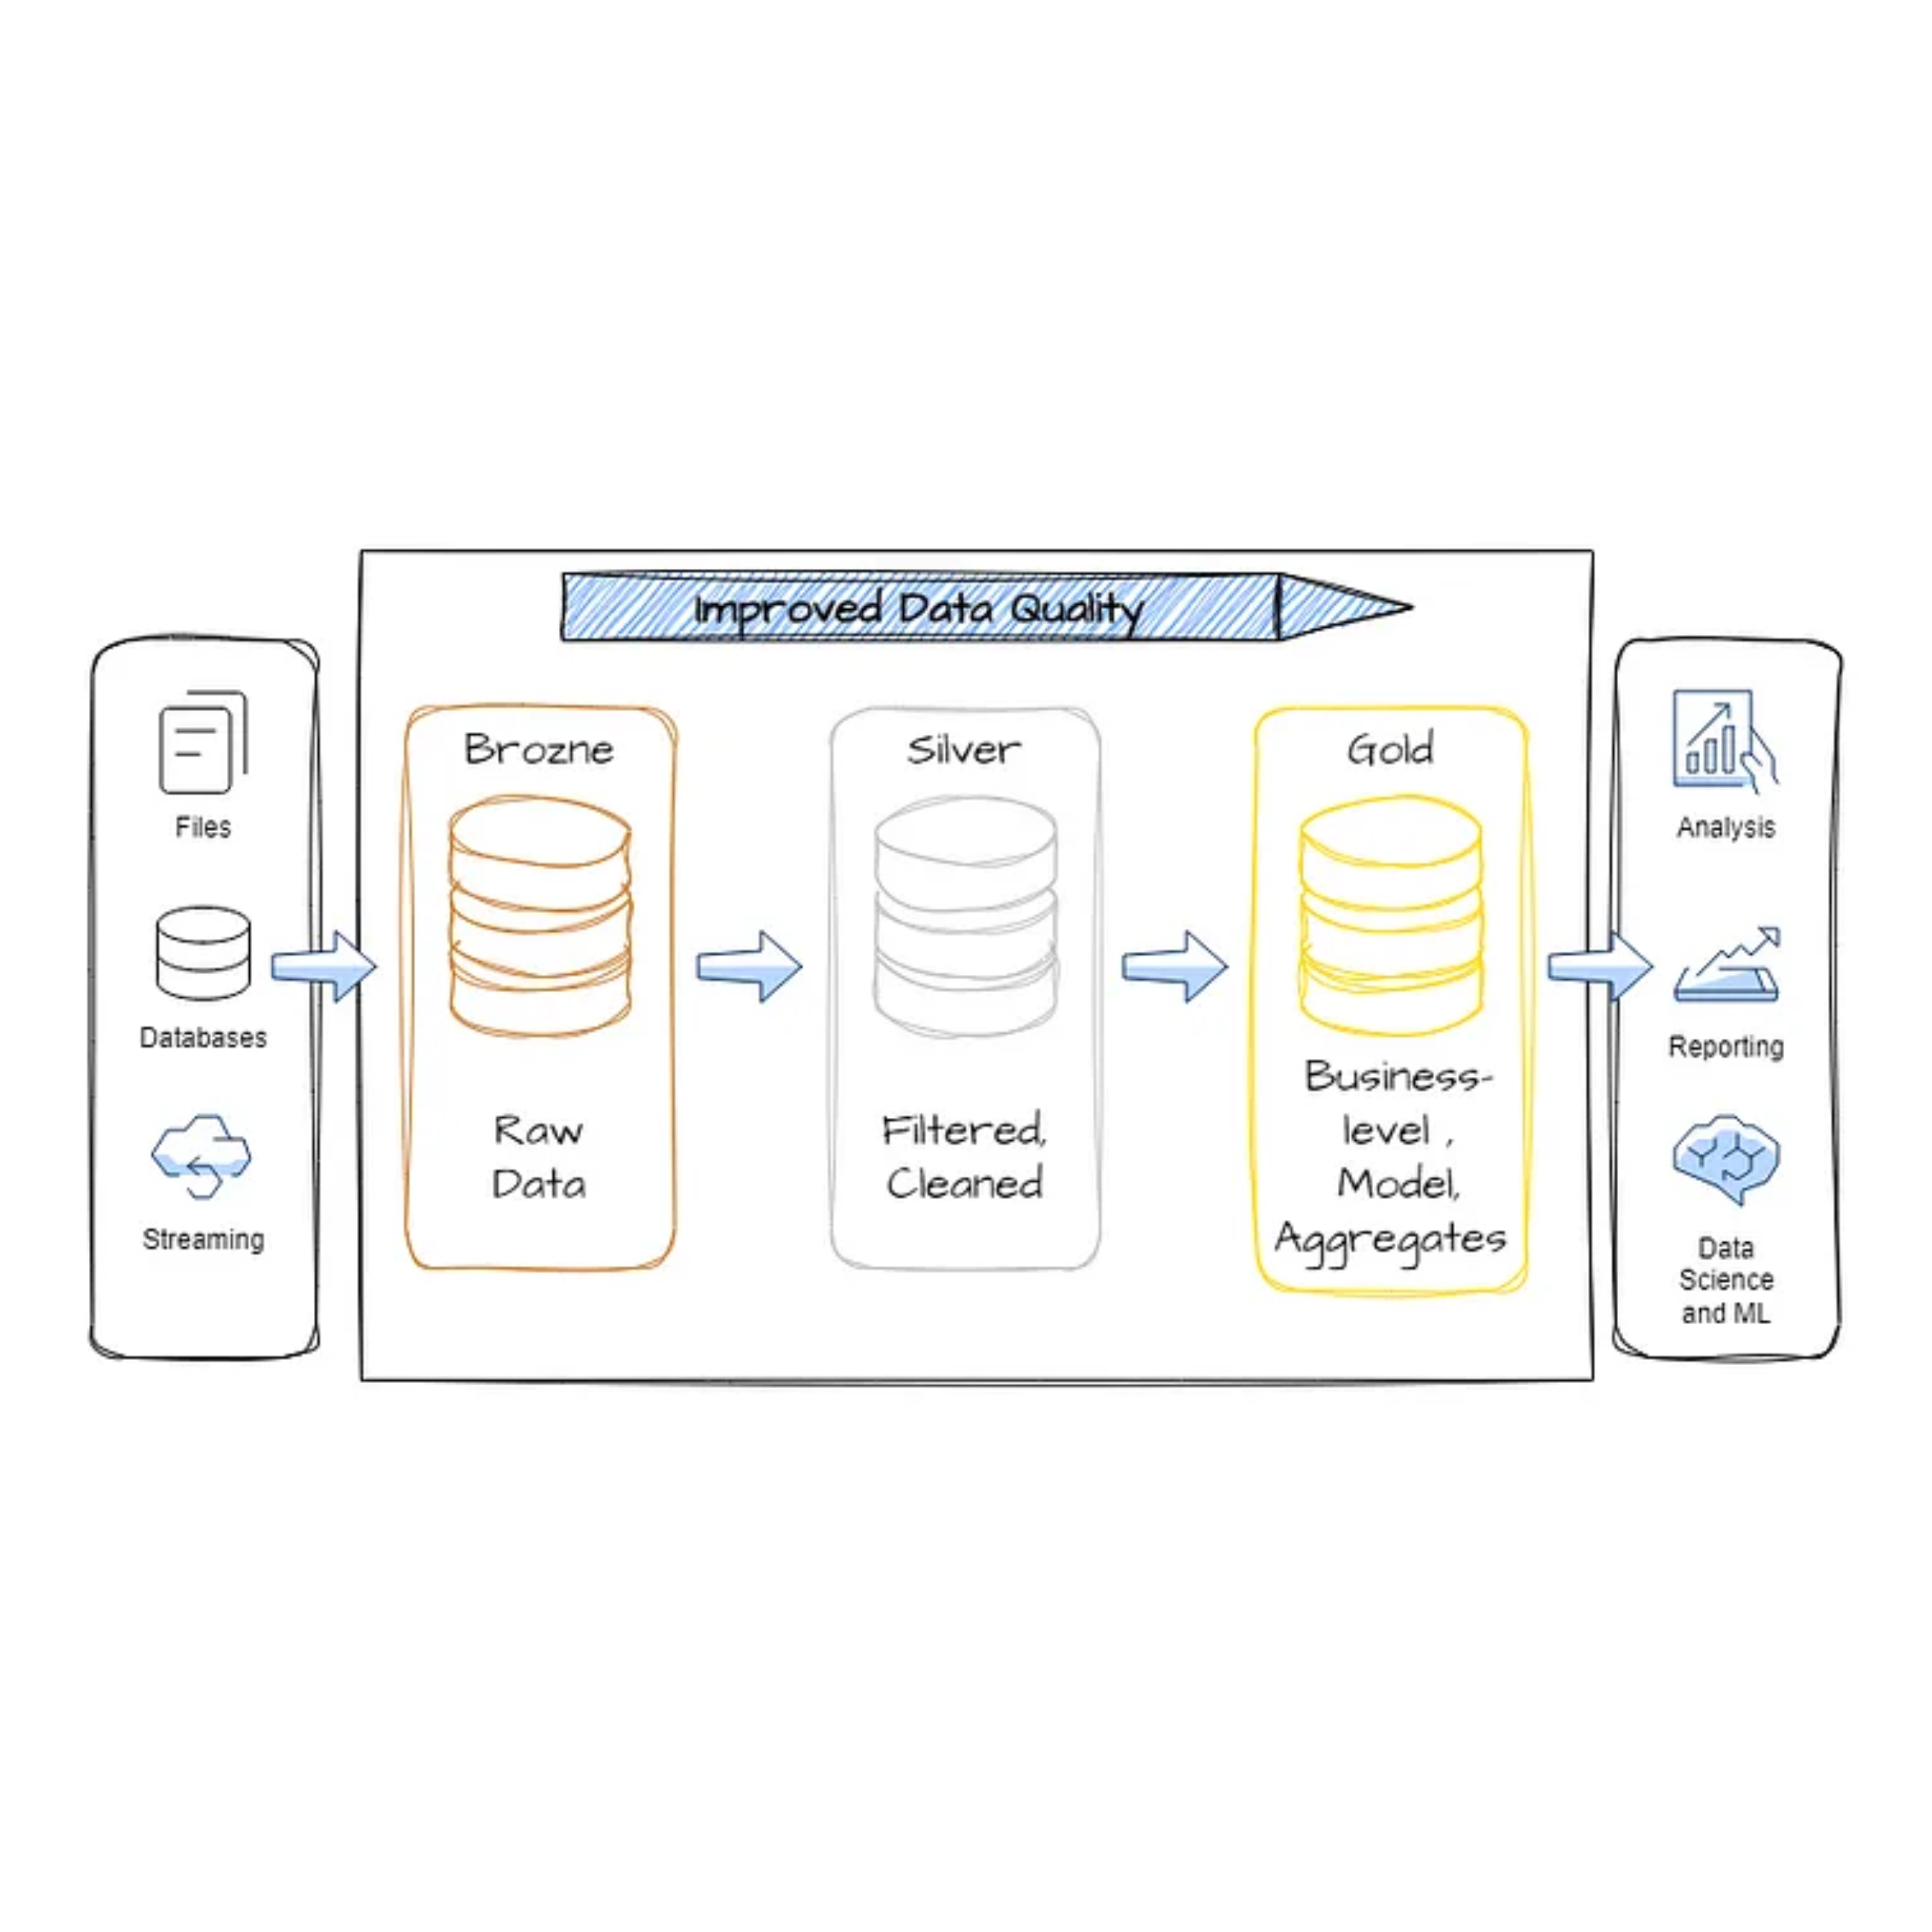 Improved Data Quality
Files
Databases
Streaming
Brozne
Raw
Data
Silver
Filtered,
Cleaned
Gold
Business-
level ,
Model,
Aggregates
Analysis
Reporting
Data
Science
and ML